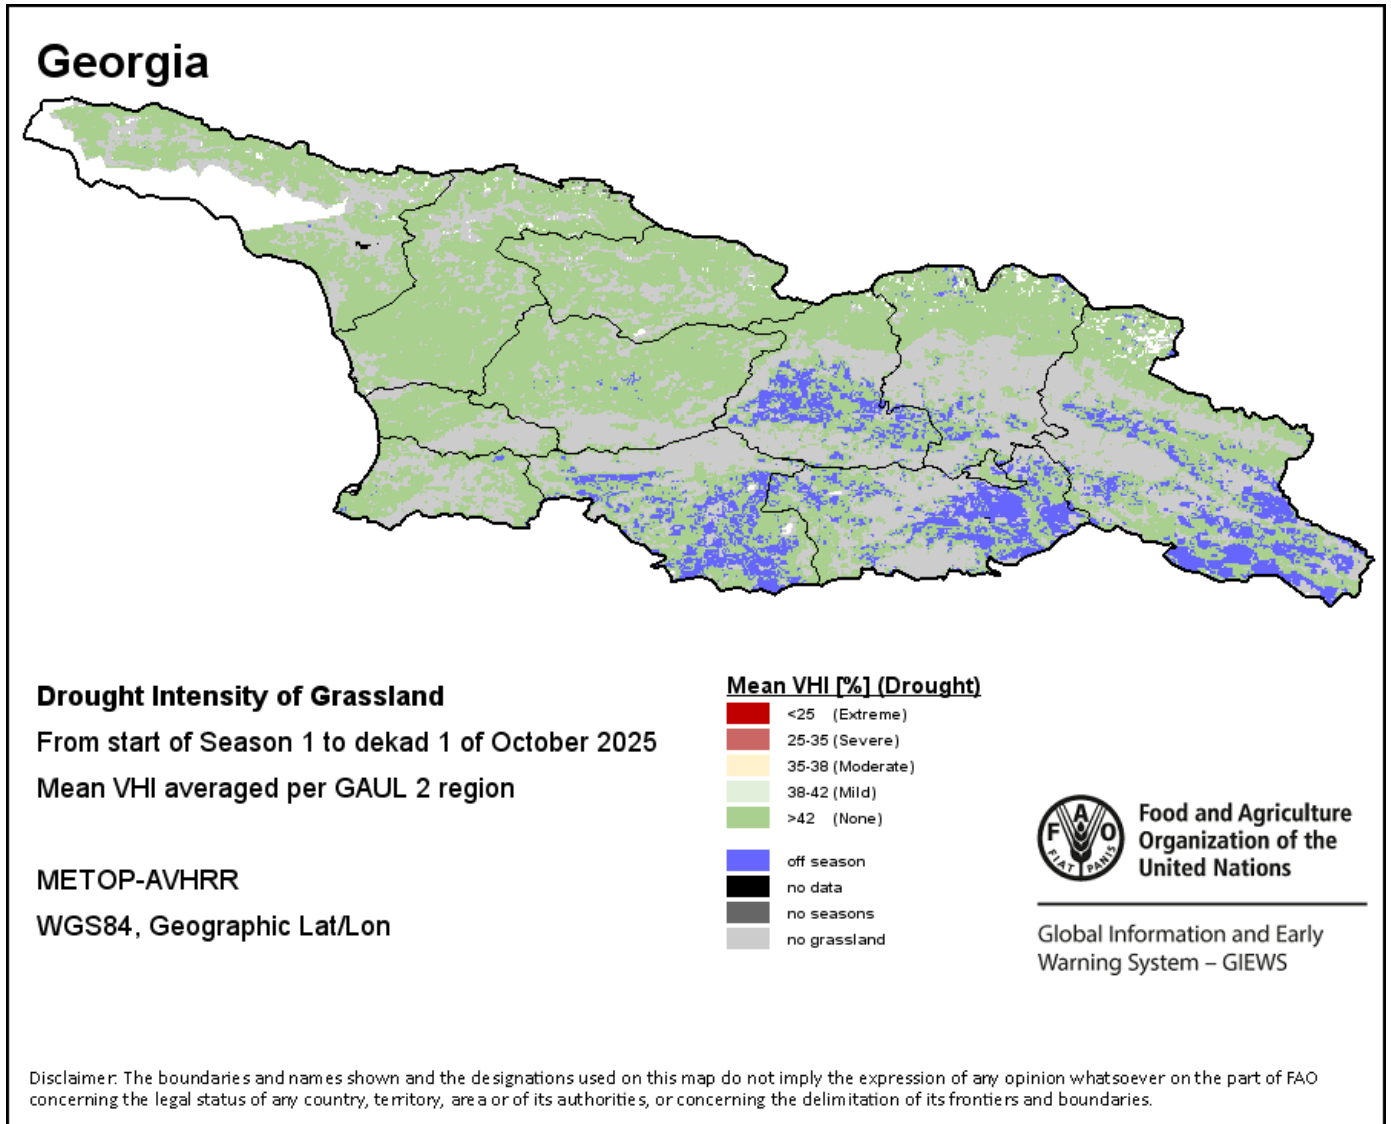 Georgia
Drought Intensity of Grassland
From start of Season 1 to dekad 1 of October 2025
Mean VHI averaged per GAUL 2 region
METOP-AVHRR
WGS84, Geographic Lat/Lon
Mean VHI [%] (Drought)
<25 (Extreme)
25-35 (Severe)
35-38 (Moderate)
38-42 (Mild)
>42 (None)
off season
no data
no seasons
no grassland
F A O
FIAT PANIS
Food and Agriculture
Organization of the
United Nations
Global Information and Early
Warning System – GIEWS
Disclaimer: The boundaries and names shown and the designations used on this map do not imply the expression of any opinion whatsoever on the part of FAO
concerning the legal status of any country, territory, area or of its authorities, or concerning the delimitation of its frontiers and boundaries.